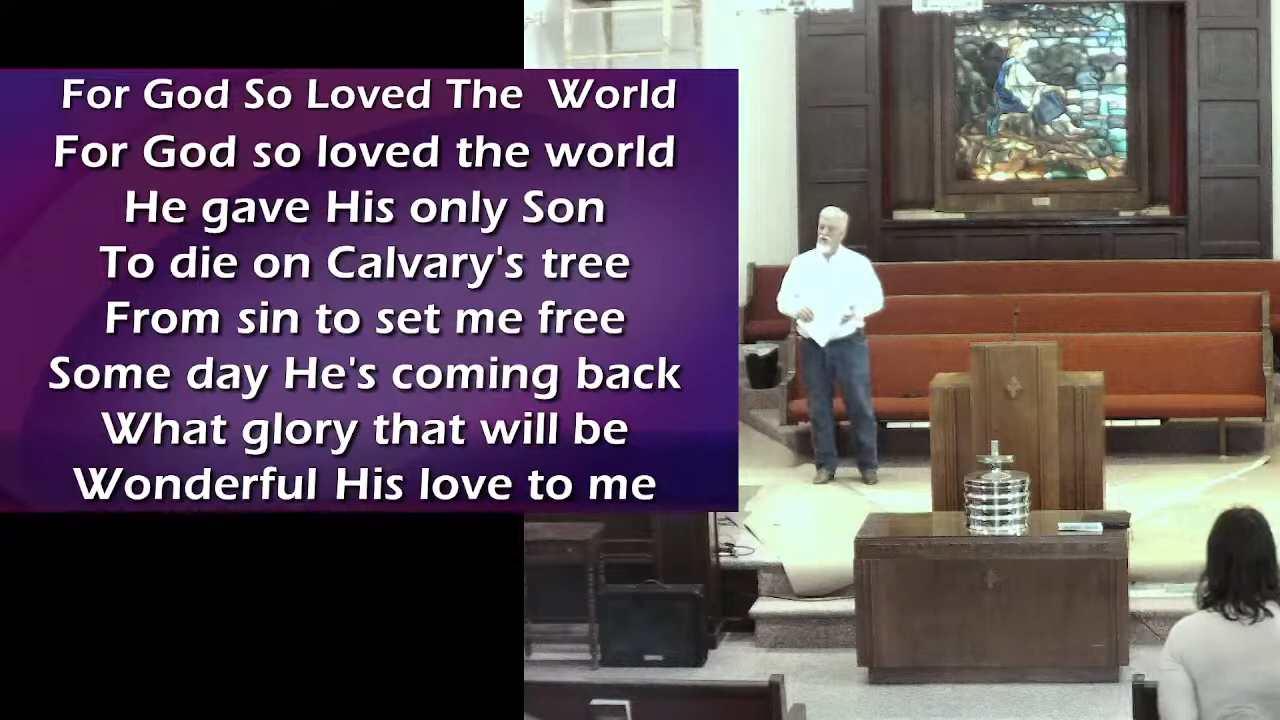 For God So Loved The World
For God so loved the world
He gave His only Son
To die on Calvary's tree
From sin to set me free
Some day He's coming back
What glory that will be
Wonderful His love to me